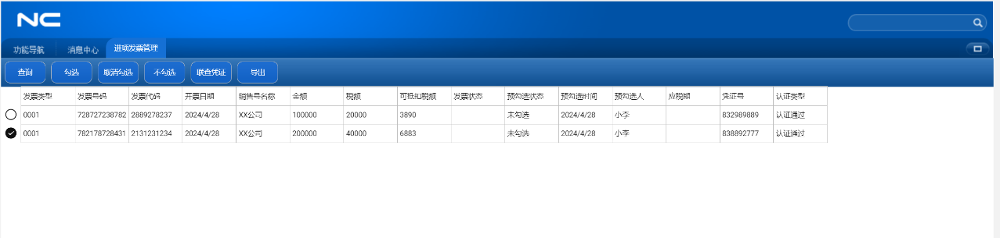 NC
功能导航 消息中心 进项发票管理
查询 勾选 取消勾选 不勾选 联查凭证 导出
发票类型 发票号码 发票代码 开票日期 销售号名称 金额 税额 可抵扣税额 发票状态 预勾选状态 预勾选时间 预勾选人 应税期 凭证号 认证类型
0001 728727238782 2889278237 2024/4/28 XX公司 100000 20000 3890 未勾选 2024/4/28 小李 832989889 认证通过
0001 782178728431 2131231234 2024/4/28 XX公司 200000 40000 6883 未勾选 2024/4/28 小李 838892777 认证通过